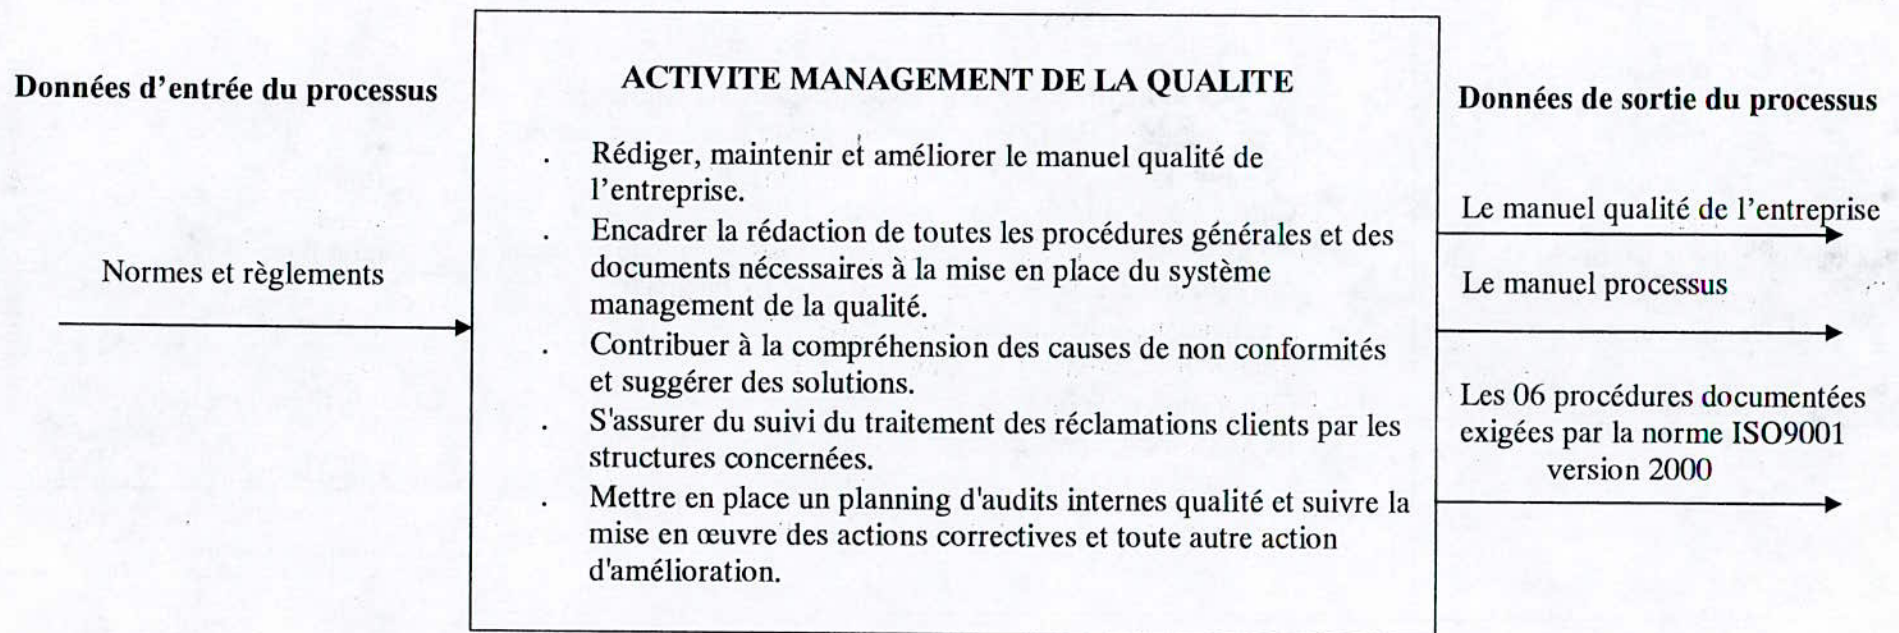 Données d'entrée du processus
Normes et règlements
ACTIVITE MANAGEMENT DE LA QUALITE
. Rédiger, maintenir et améliorer le manuel qualité de
l'entreprise.
. Encadrer la rédaction de toutes les procédures générales et des
documents nécessaires à la mise en place du système
management de la qualité.
. Contribuer à la compréhension des causes de non conformités
et suggérer des solutions.
. S'assurer du suivi du traitement des réclamations clients par les
structures concernées.
. Mettre en place un planning d'audits internes qualité et suivre la
mise en œuvre des actions correctives et toute autre action
d'amélioration.
Données de sortie du processus
Le manuel qualité de l'entreprise
Le manuel processus
Les 06 procédures documentées
exigées par la norme ISO9001
version 2000